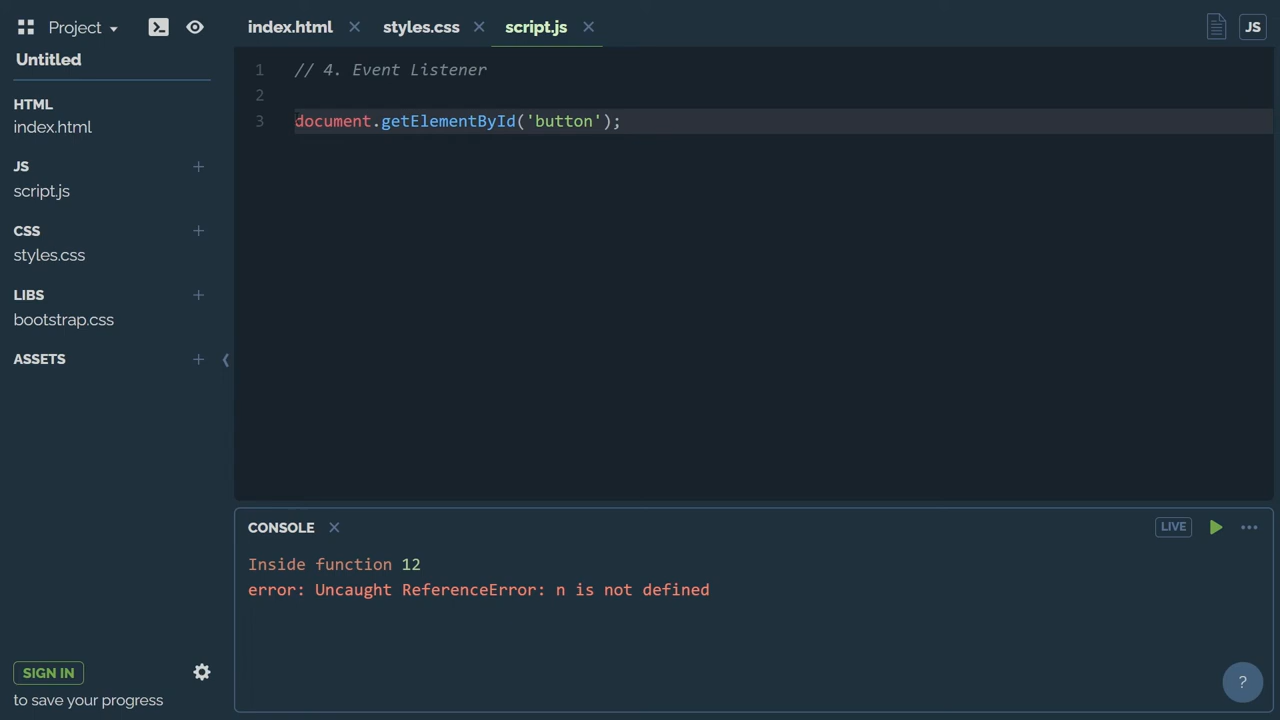 Project
index.html
styles.css
script.js
JS
Untitled
HTML
index.html
JS
script.js
CSS
styles.css
LIBS
bootstrap.css
ASSETS
1 // 4. Event Listener
2
3 document.getElementById('button');
CONSOLE
LIVE
Inside function 12
error: Uncaught ReferenceError: n is not defined
SIGN IN
to save your progress
?